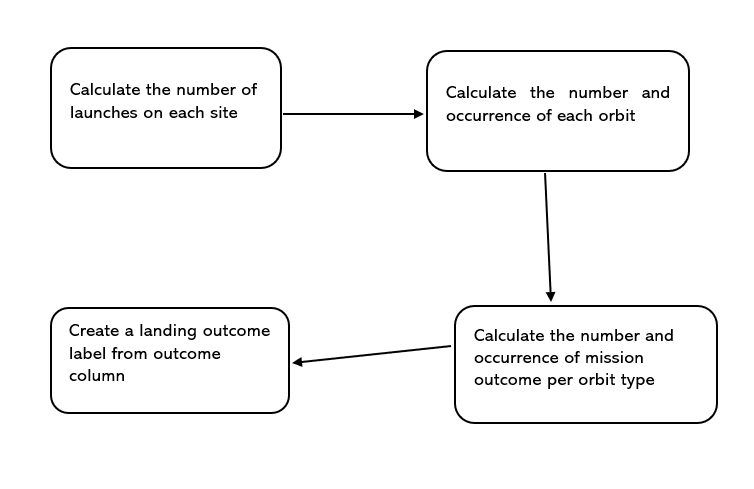 Calculate the number of
launches on each site
Calculate the number and
occurrence of each orbit
Calculate the number and
occurrence of mission
outcome per orbit type
Create a landing outcome
label from outcome
column